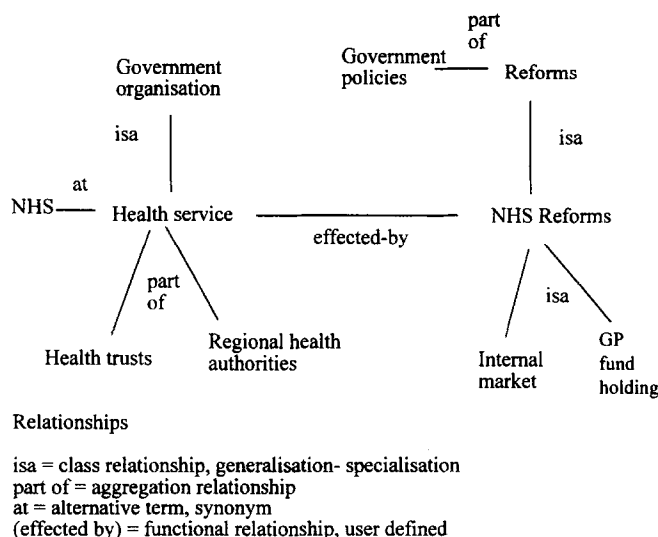 part
of
Government
policies
Reforms
Government
organisation
isa
isa
at
NHS
Health service
NHS Reforms
effected-by
part
of
isa
Health trusts
Regional health
authorities
Internal
market
GP
fund
holding
Relationships
isa = class relationship, generalisation- specialisation
part of = aggregation relationship
at = alternative term, synonym
(effected by) = functional relationship, user defined